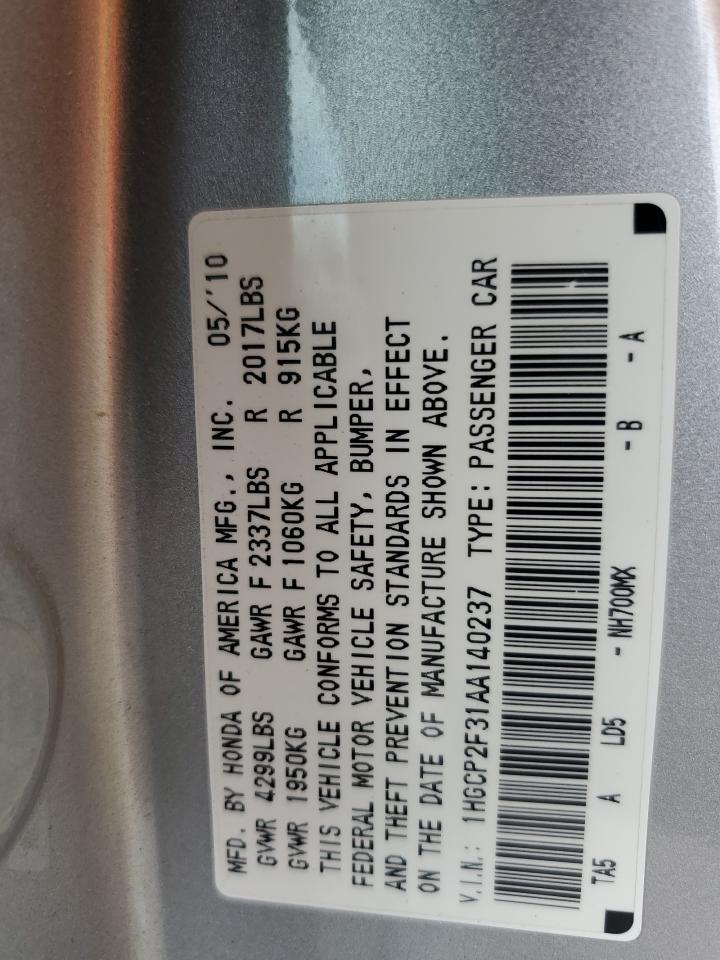 MFD. BY HONDA OF AMERICA MFG., INC. 05/'10
GVWR 4299LBS GAWR F 2337LBS R 2017LBS
GVWR 1950KG GAWR F 1060KG R 915KG
THIS VEHICLE CONFORMS TO ALL APPLICABLE
FEDERAL MOTOR VEHICLE SAFETY, BUMPER,
AND THEFT PREVENTION STANDARDS IN EFFECT
ON THE DATE OF MANUFACTURE SHOWN ABOVE.
V.I.N.: 1HGCP2F31AA140237 TYPE: PASSENGER CAR
TA5 A LD5 - NH700MX - B - A